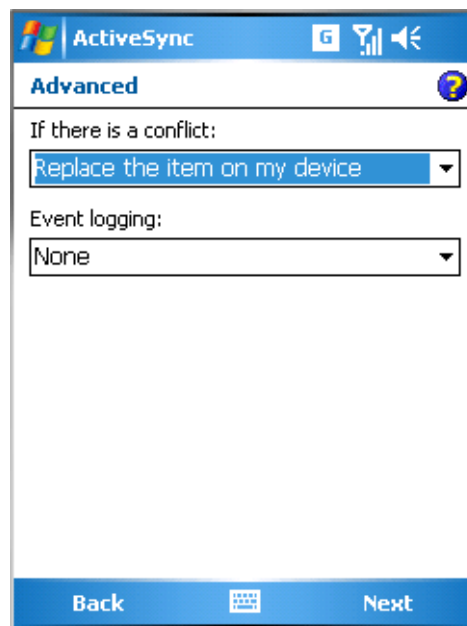 ActiveSync
G
Advanced
?
If there is a conflict:
Replace the item on my device
Event logging:
None
Back
Next